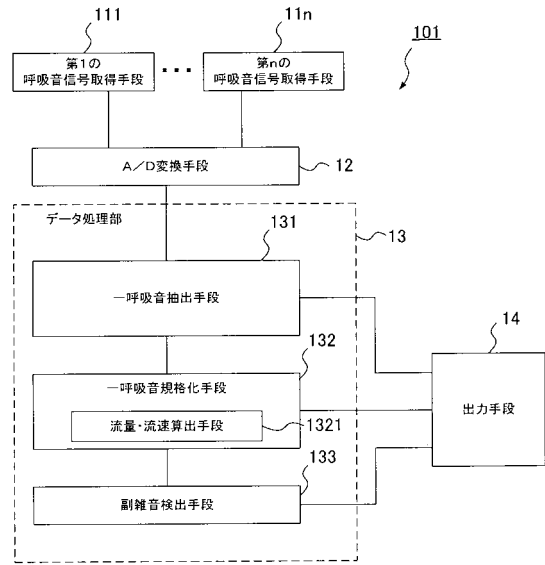 111
11n
101
第1の
呼吸音信号取得手段
・・・
第nの
呼吸音信号取得手段
A/D変換手段
12
データ処理部
131
13
一呼吸音抽出手段
132
14
一呼吸音規格化手段
流量・流速算出手段
1321
出力手段
133
副雑音検出手段